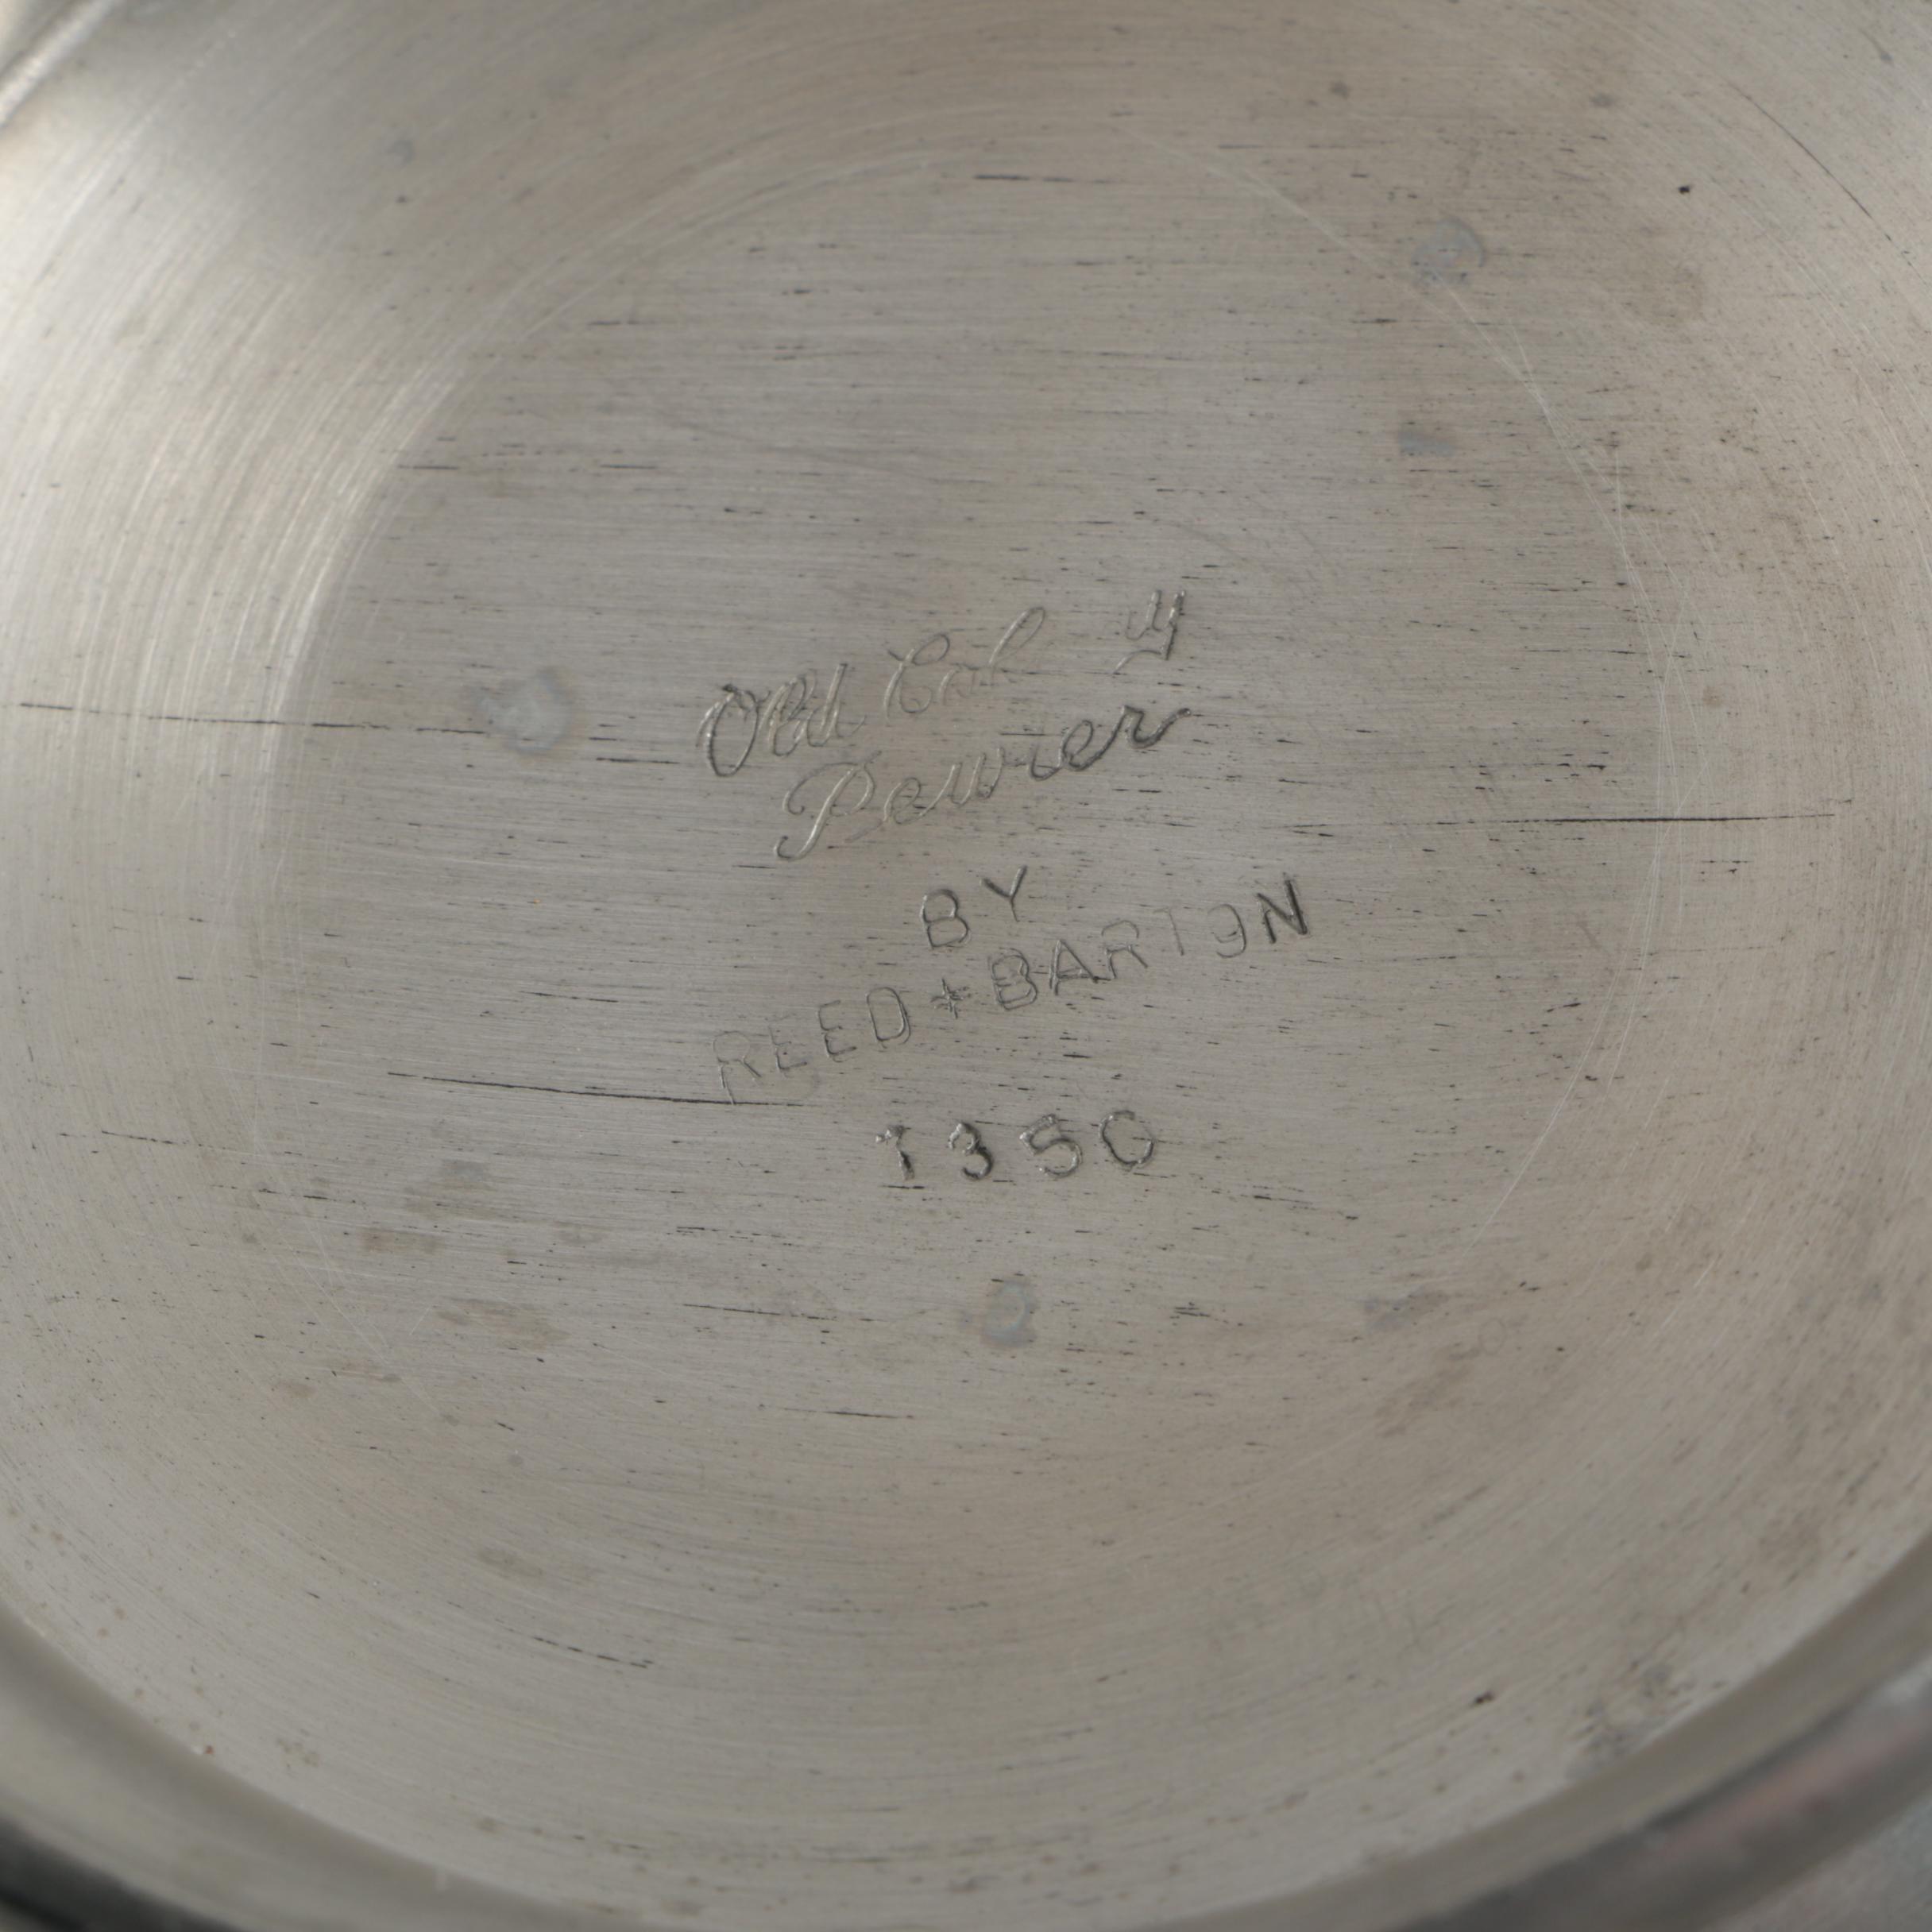 Old Colony
Pewter
BY
REED & BARTON
1350